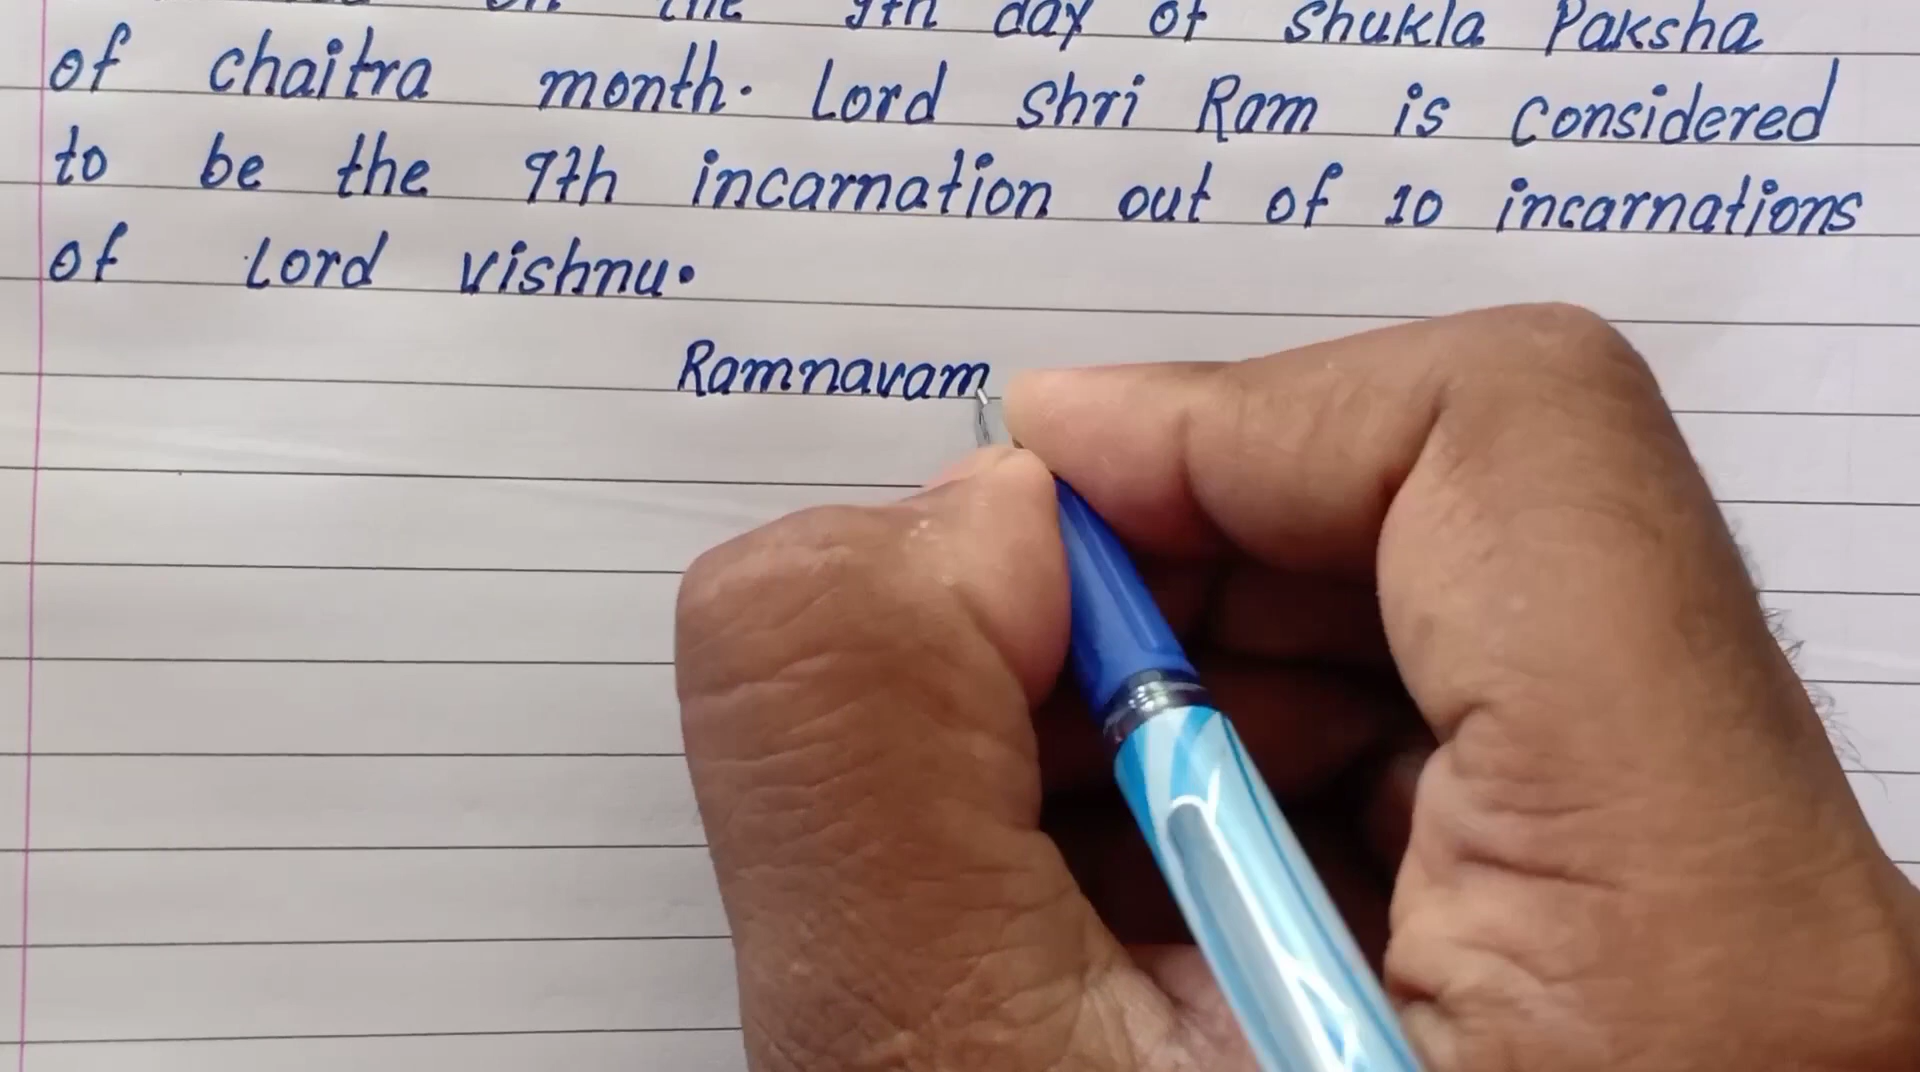 the 9th day of Shukla Paksha
of chaitra month. Lord Shri Ram is considered
to be the 9th incarnation out of 10 incarnations
of Lord vishnu.
Ramnavam